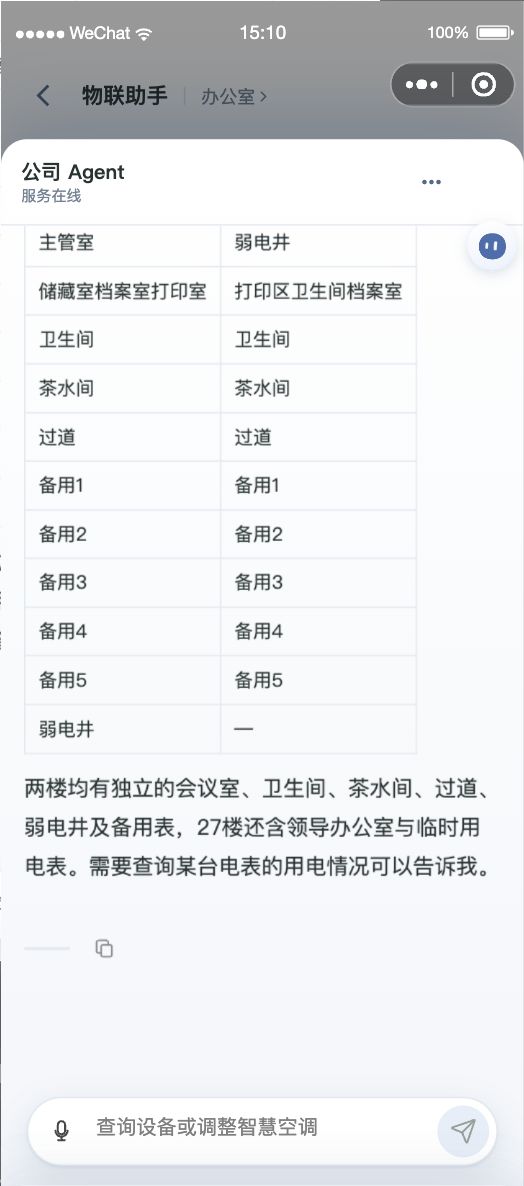 WeChat 15:10 100%
物联助手 办公室
公司 Agent
服务在线
主管室 弱电井
储藏室档案室打印室 打印区卫生间档案室
卫生间 卫生间
茶水间 茶水间
过道 过道
备用1 备用1
备用2 备用2
备用3 备用3
备用4 备用4
备用5 备用5
弱电井 —
两楼均有独立的会议室、卫生间、茶水间、过道、
弱电井及备用表，27楼还含领导办公室与临时用
电表。需要查询某台电表的用电情况可以告诉我。
查询设备或调整智慧空调